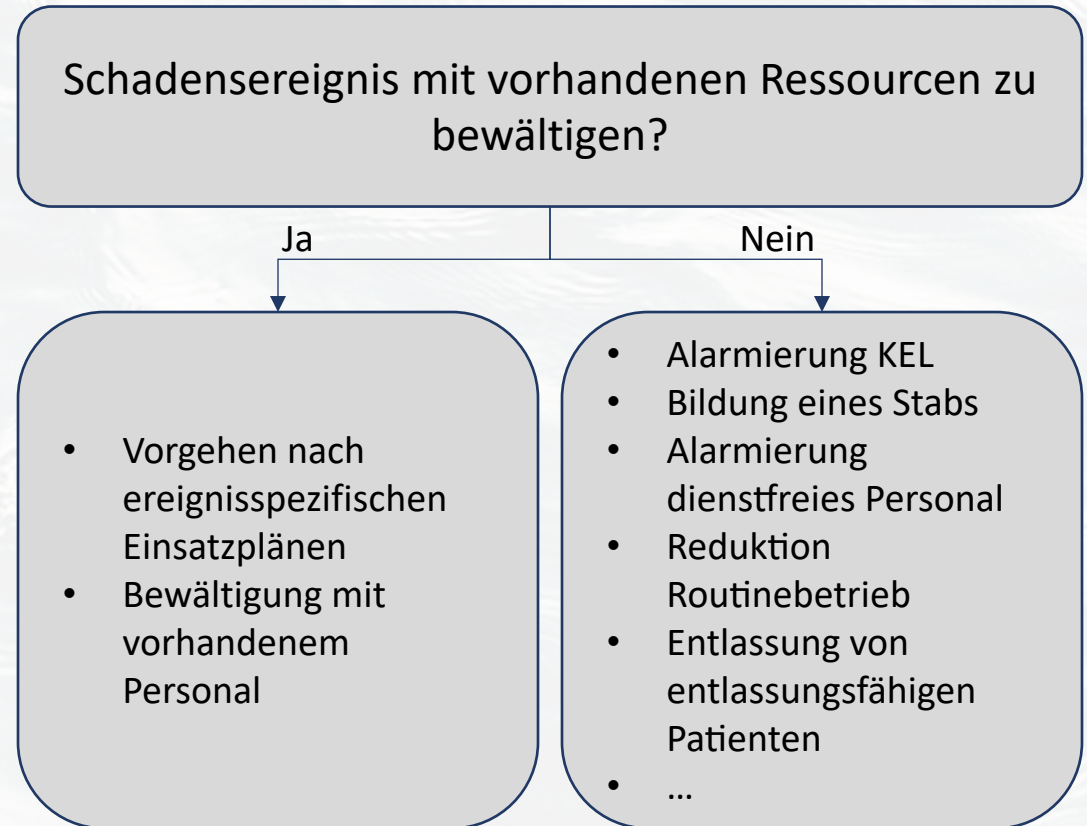 Schadensereignis mit vorhandenen Ressourcen zu
bewältigen?
Ja
Nein
• Vorgehen nach
ereignisspezifischen
Einsatzplänen
• Bewältigung mit
vorhandenem
Personal
• Alarmierung KEL
• Bildung eines Stabs
• Alarmierung
dienstfreies Personal
• Reduktion
Routinebetrieb
• Entlassung von
entlassungsfähigen
Patienten
• ...